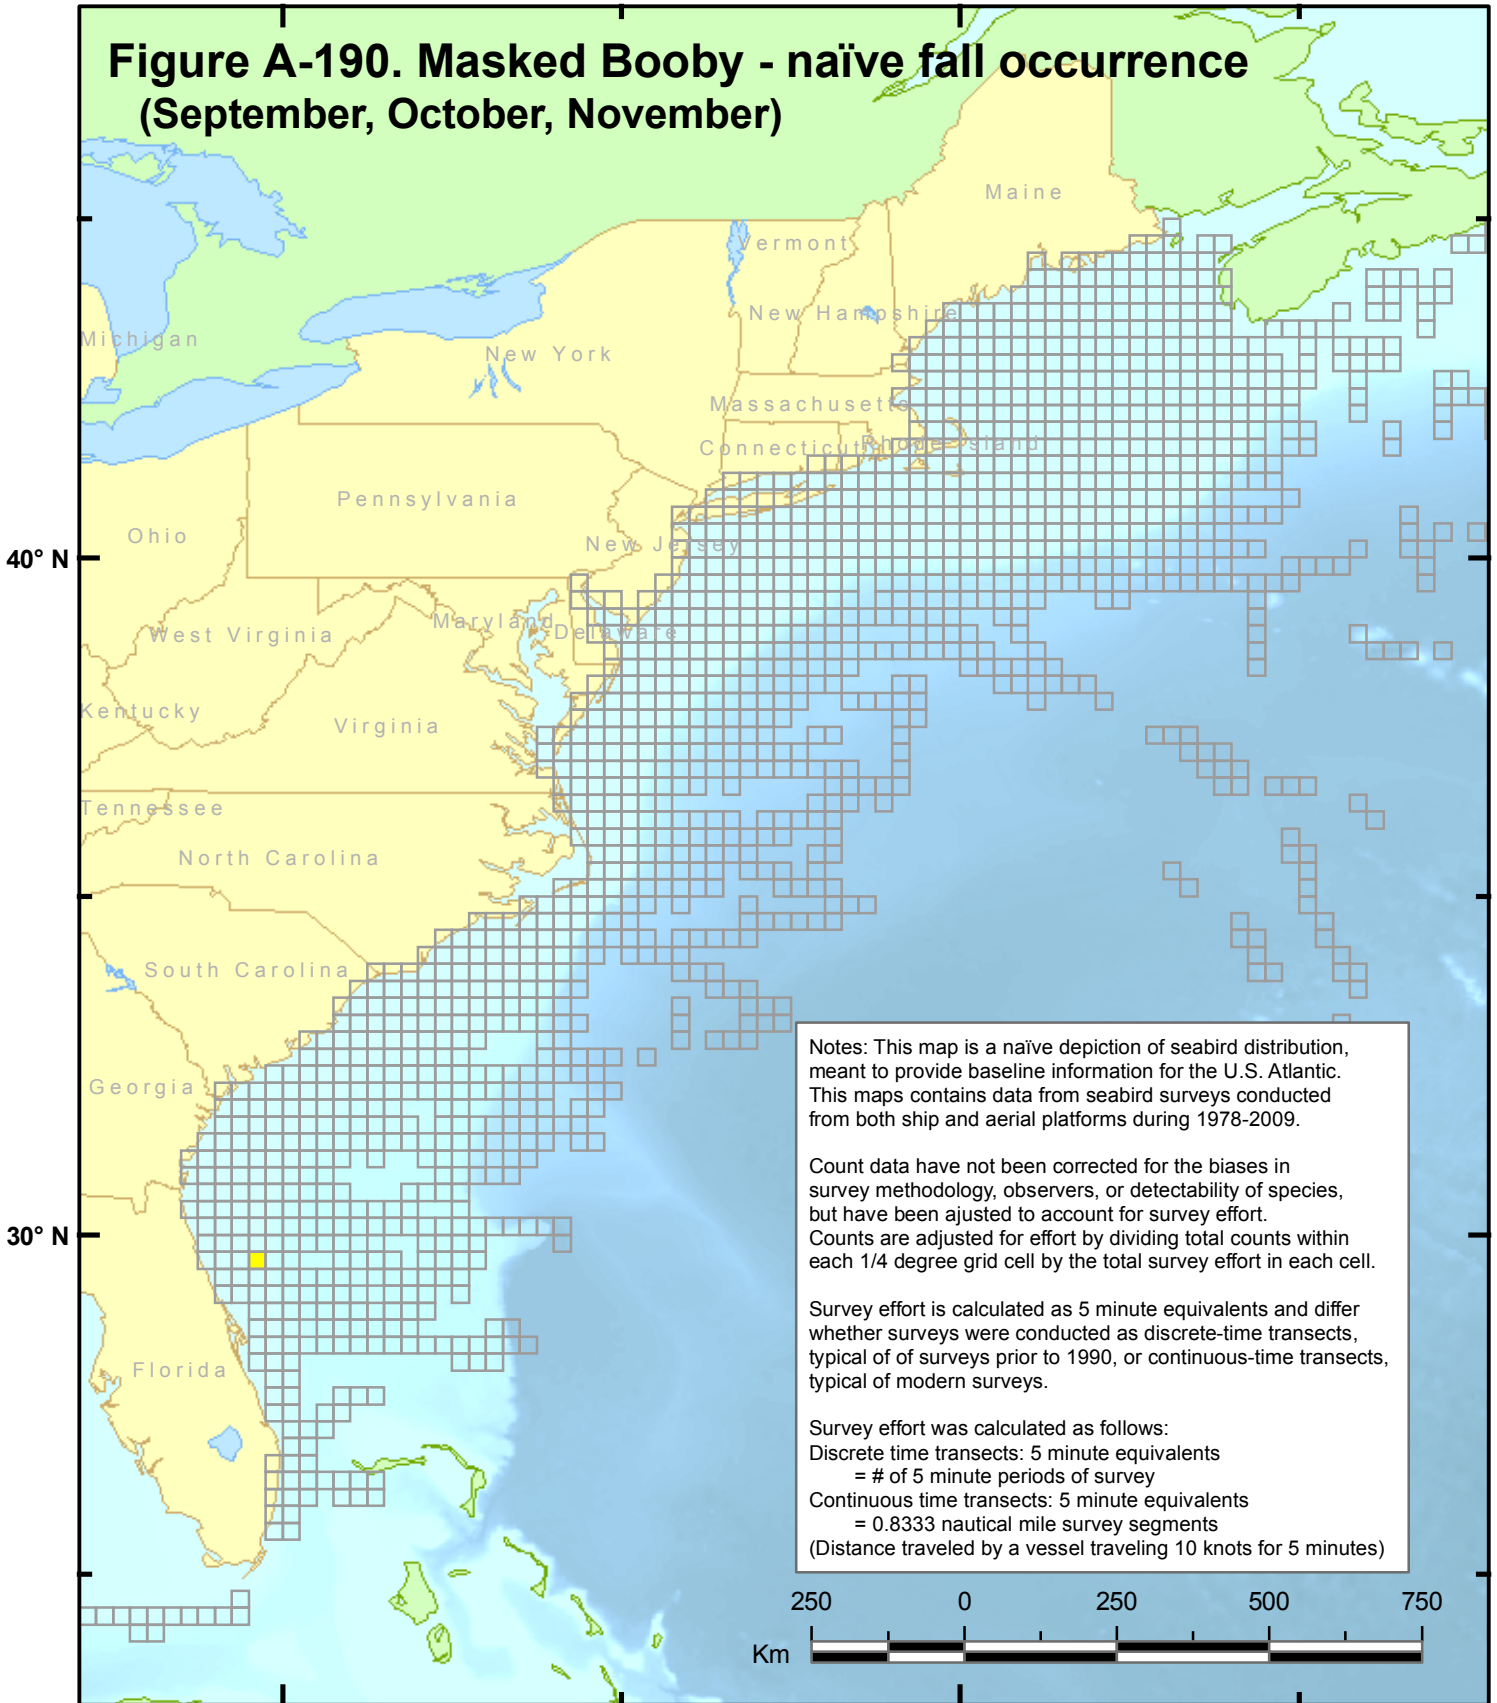 Figure A-190. Masked Booby - naïve fall occurrence
(September, October, November)
Maine
Vermont
New Hampshire
Michigan
New York
Massachusetts
Connecticut
Rhode Island
Pennsylvania
Ohio
New Jersey
40° N
West Virginia
Maryland
Delaware
Kentucky
Virginia
Tennessee
North Carolina
South Carolina
Georgia
30° N
Florida
Notes: This map is a naïve depiction of seabird distribution,
meant to provide baseline information for the U.S. Atlantic.
This maps contains data from seabird surveys conducted
from both ship and aerial platforms during 1978-2009.
Count data have not been corrected for the biases in
survey methodology, observers, or detectability of species,
but have been ajusted to account for survey effort.
Counts are adjusted for effort by dividing total counts within
each 1/4 degree grid cell by the total survey effort in each cell.
Survey effort is calculated as 5 minute equivalents and differ
whether surveys were conducted as discrete-time transects,
typical of of surveys prior to 1990, or continuous-time transects,
typical of modern surveys.
Survey effort was calculated as follows:
Discrete time transects: 5 minute equivalents
= # of 5 minute periods of survey
Continuous time transects: 5 minute equivalents
= 0.8333 nautical mile survey segments
(Distance traveled by a vessel traveling 10 knots for 5 minutes)
250 0 250 500 750
Km